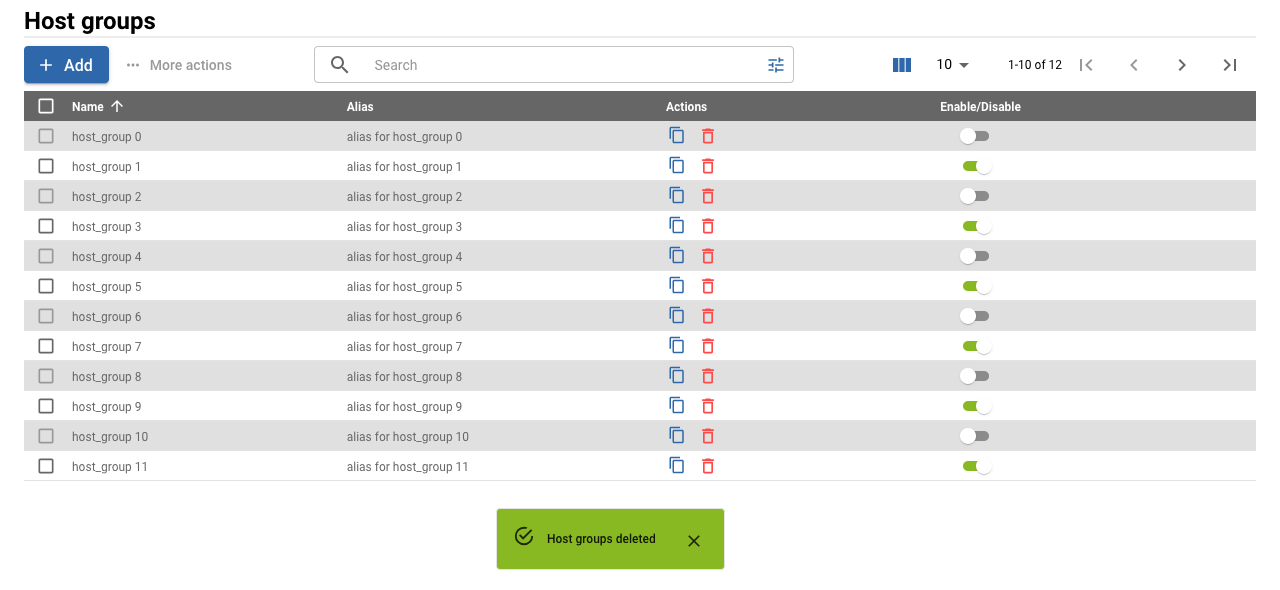 Host groups
Add
More actions
Search
10
1-10 of 12
Name Alias Actions Enable/Disable
host_group 0 alias for host_group 0
host_group 1 alias for host_group 1
host_group 2 alias for host_group 2
host_group 3 alias for host_group 3
host_group 4 alias for host_group 4
host_group 5 alias for host_group 5
host_group 6 alias for host_group 6
host_group 7 alias for host_group 7
host_group 8 alias for host_group 8
host_group 9 alias for host_group 9
host_group 10 alias for host_group 10
host_group 11 alias for host_group 11
Host groups deleted